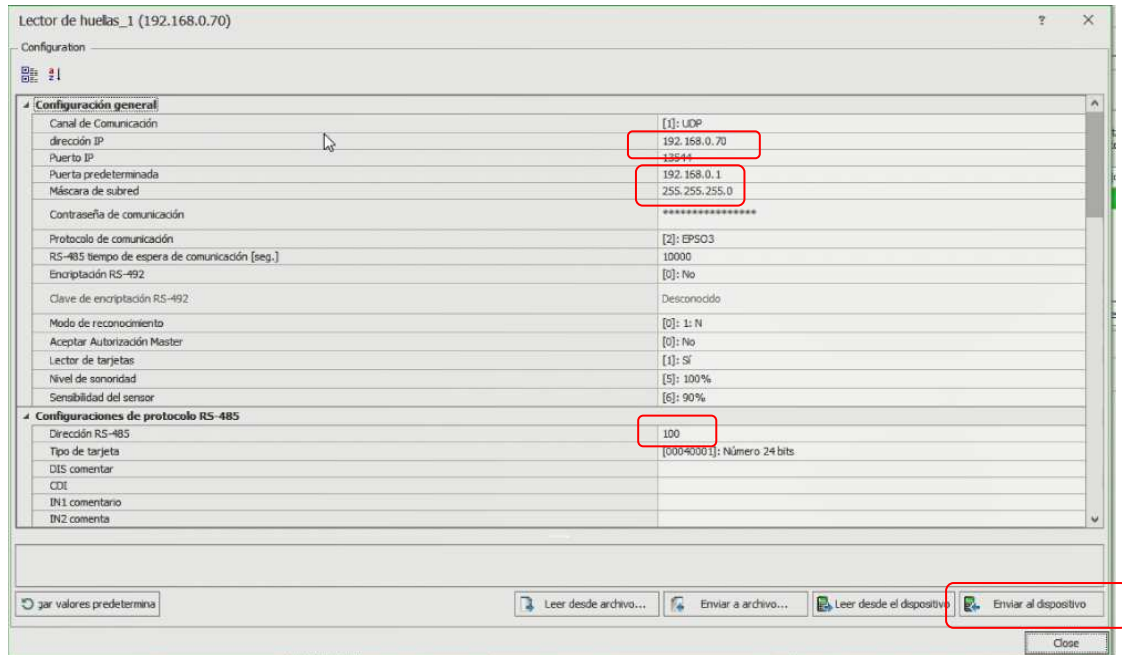 Lector de huellas_1 (192.168.0.70) ?
Configuration
Configuración general
Canal de Comunicación [1]: UDP
dirección IP 192.168.0.70
Puerto IP 13544
Puerta predeterminada 192.168.0.1
Máscara de subred 255.255.255.0
Contraseña de comunicación ****************
Protocolo de comunicación [2]: EPSO3
RS-485 tiempo de espera de comunicación [seg.] 10000
Encriptación RS-492 [0]: No
Clave de encriptación RS-492 Desconocido
Modo de reconocimiento [0]: 1: N
Aceptar Autorización Master [0]: No
Lector de tarjetas [1]: Sí
Nivel de sonoridad [5]: 100%
Sensibilidad del sensor [6]: 90%
Configuraciones de protocolo RS-485
Dirección RS-485 100
Tipo de tarjeta [00040001]: Número 24 bits
DIS comentar
CDI
IN1 comentario
IN2 comenta
gar valores predetermina Leer desde archivo... Enviar a archivo... Leer desde el dispositivo Enviar al dispositivo
Close